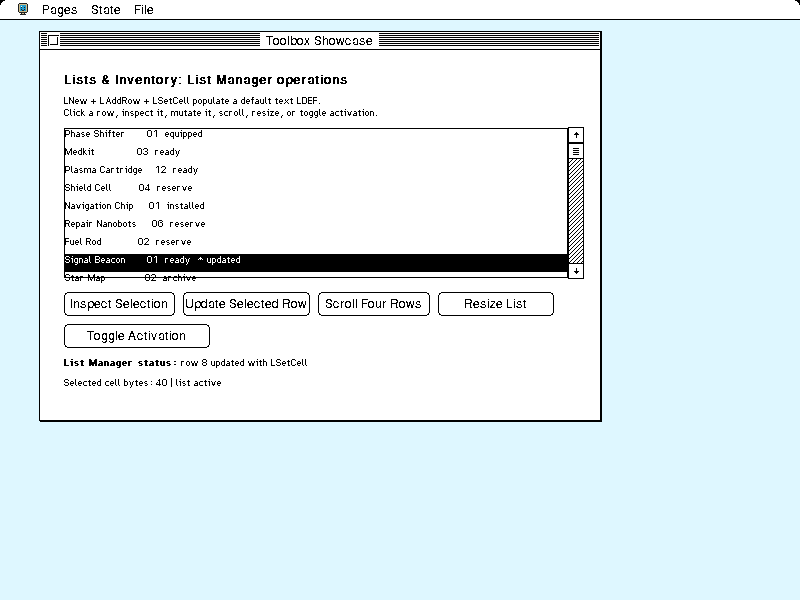 Pages State File
Toolbox Showcase
Lists & Inventory: List Manager operations
LNew + LAddRow + LSetCell populate a default text LDEF.
Click a row, inspect it, mutate it, scroll, resize, or toggle activation.
Phase Shifter 01 equipped
Medkit 03 ready
Plasma Cartridge 12 ready
Shield Cell 04 reserve
Navigation Chip 01 installed
Repair Nanobots 06 reserve
Fuel Rod 02 reserve
Signal Beacon 01 ready * updated
Star Map 02 archive
Inspect Selection Update Selected Row Scroll Four Rows Resize List
Toggle Activation
List Manager status: row 8 updated with LSetCell
Selected cell bytes: 40 | list active